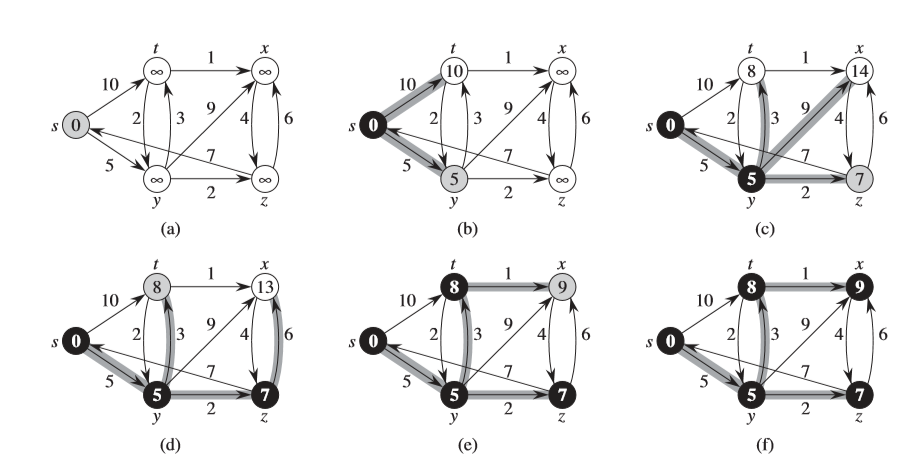 t x t x t x
1 1 1
∞ ∞ 10 ∞ 8 14
10 10 10
9 9 9
s 0 2 3 4 6 s 0 2 3 4 6 s 0 2 3 4 6
5 7 5 7 5 7
∞ ∞ 5 ∞ 5 7
2 2 2
y z y z y z
(a) (b) (c)
t x t x t x
1 1 1
8 13 8 9 8 9
10 10 10
9 9 9
s 0 2 3 4 6 s 0 2 3 4 6 s 0 2 3 4 6
5 7 5 7 5 7
5 7 5 7 5 7
2 2 2
y z y z y z
(d) (e) (f)